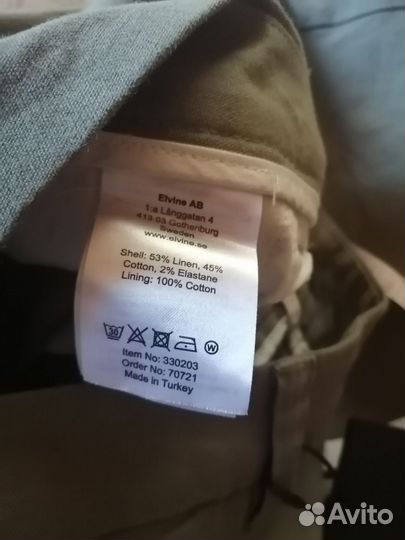 Elvine AB
1:a Långgatan 4
413 03 Gothenburg
Sweden
www.elvine.se
Shell: 53% Linen, 45%
Cotton, 2% Elastane
Lining: 100% Cotton
30 W
Item No: 330203
Order No: 70721
Made in Turkey
Avito